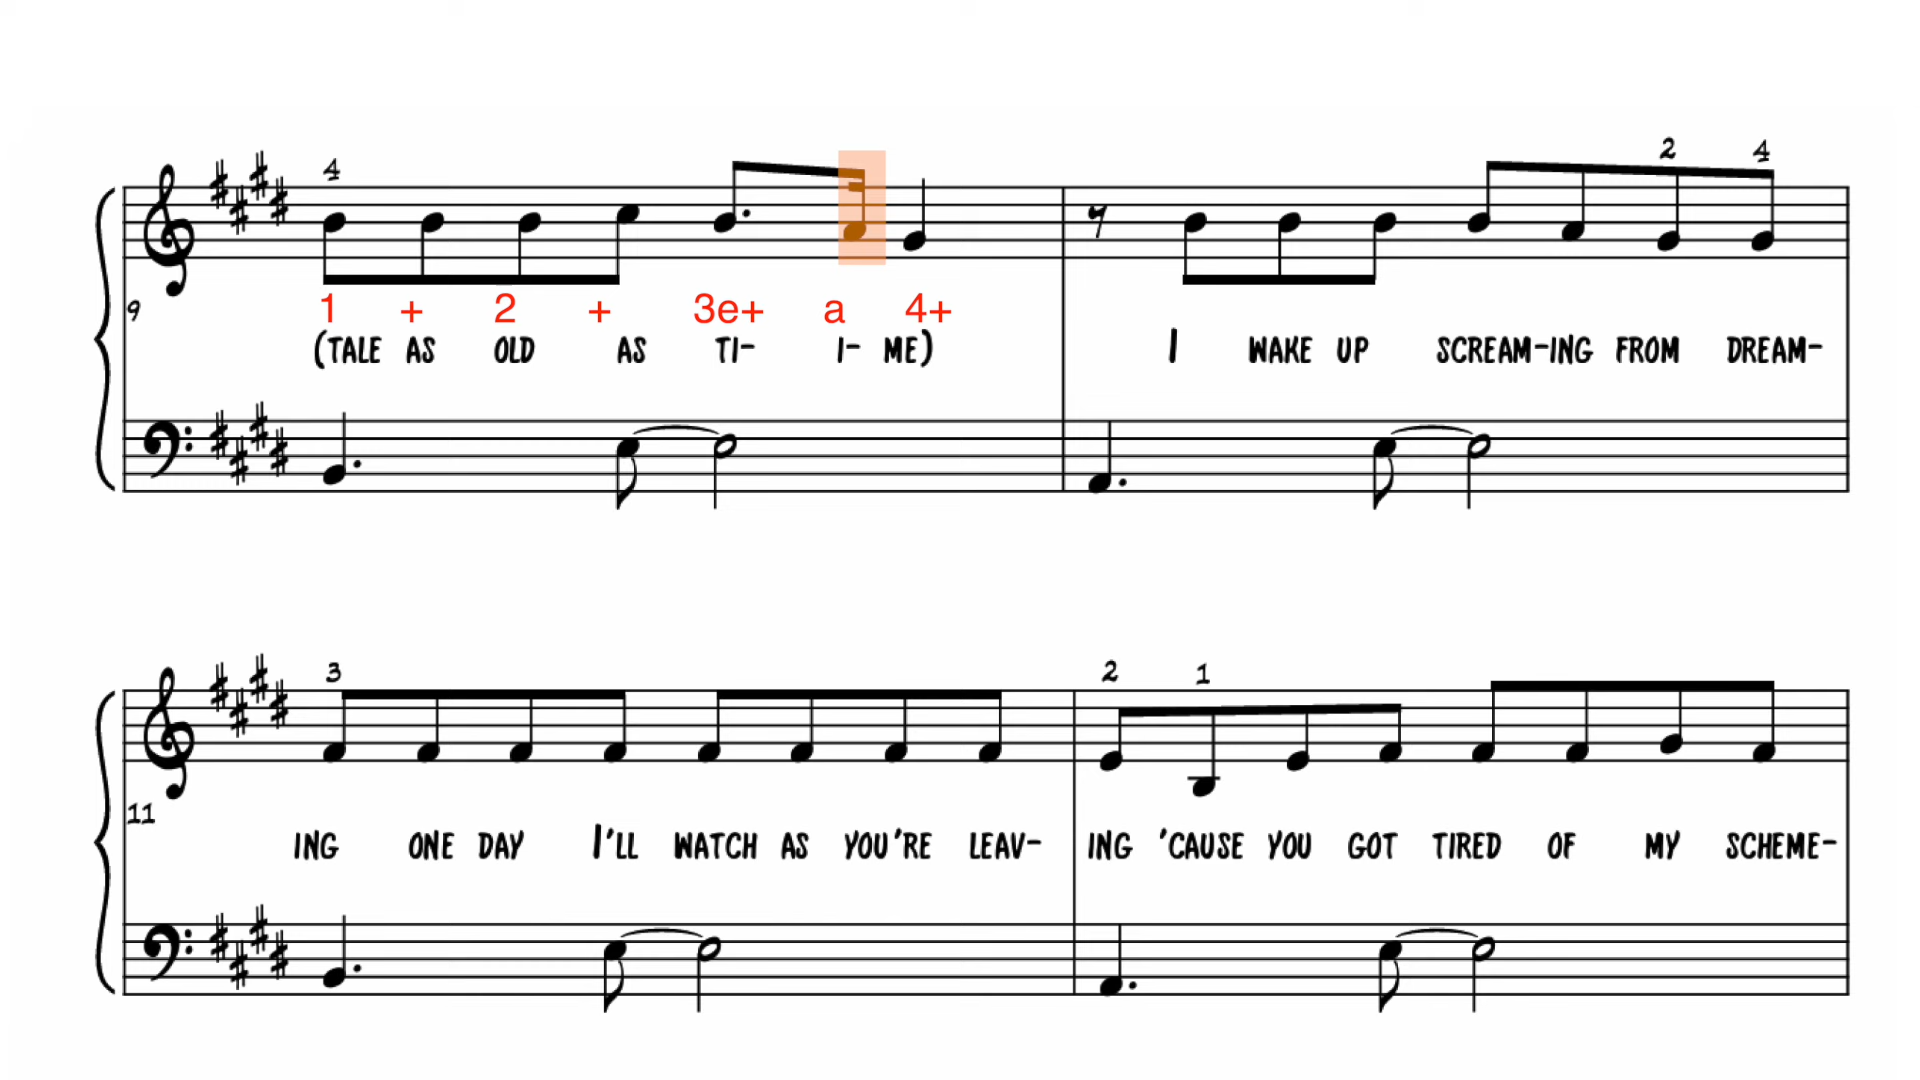 4 2 4
9 1 + 2 + 3e+ a 4+
(TALE AS OLD AS TI- I- ME) I WAKE UP SCREAM-ING FROM DREAM-
3 2 1
11
ING ONE DAY I'LL WATCH AS YOU'RE LEAV- ING 'CAUSE YOU GOT TIRED OF MY SCHEME-